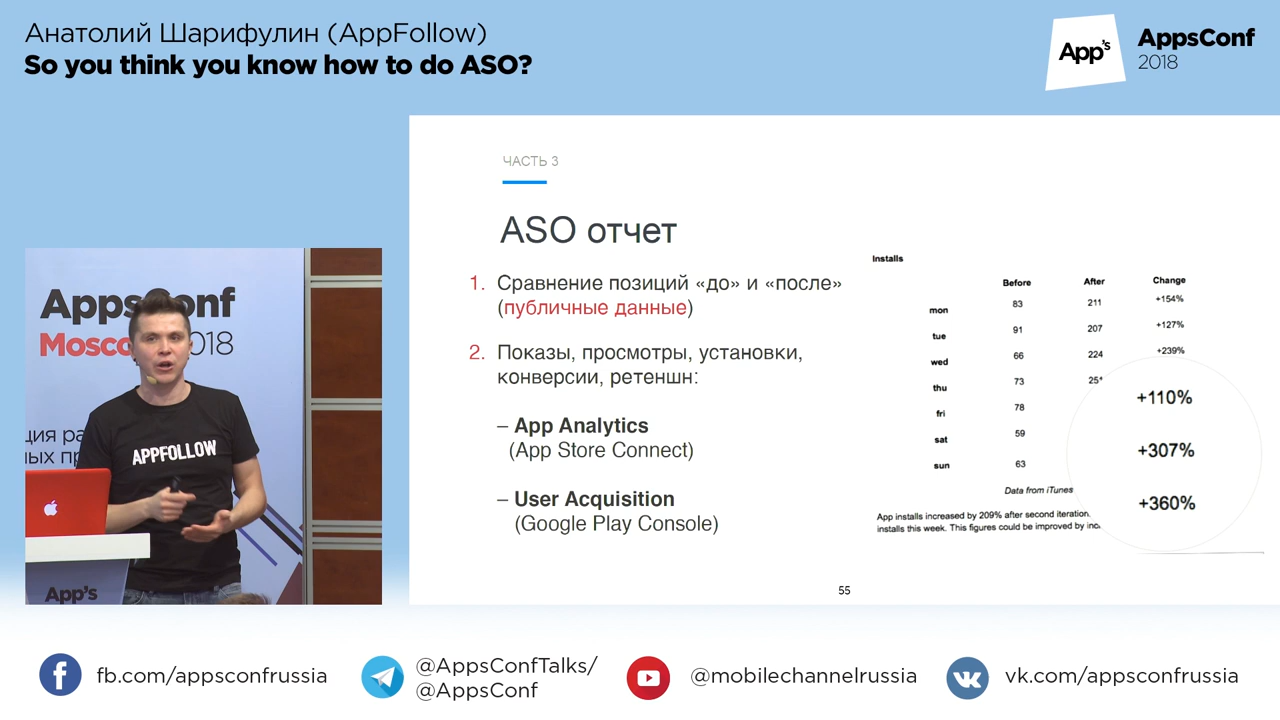 Анатолий Шарифулин (AppFollow)
So you think you know how to do ASO?
App's
AppsConf
2018
ЧАСТЬ 3
ASO отчет
1. Сравнение позиций «до» и «после»
(публичные данные)
2. Показы, просмотры, установки,
конверсии, ретеншн:
– App Analytics
(App Store Connect)
– User Acquisition
(Google Play Console)
Installs
Before After Change
mon 83 211 +154%
tue 91 207 +127%
wed 66 224 +239%
thu 73
fri 78
sat 59
sun 63
+110%
+307%
+360%
Data from iTunes
App installs increased by 209% after second iteration.
installs this week. This figures could be improved by
55
AppsConf
Moscow 2018
APPFOLLOW
App's
fb.com/appsconfrussia
@AppsConfTalks/
@AppsConf
@mobilechannelrussia
vk.com/appsconfrussia